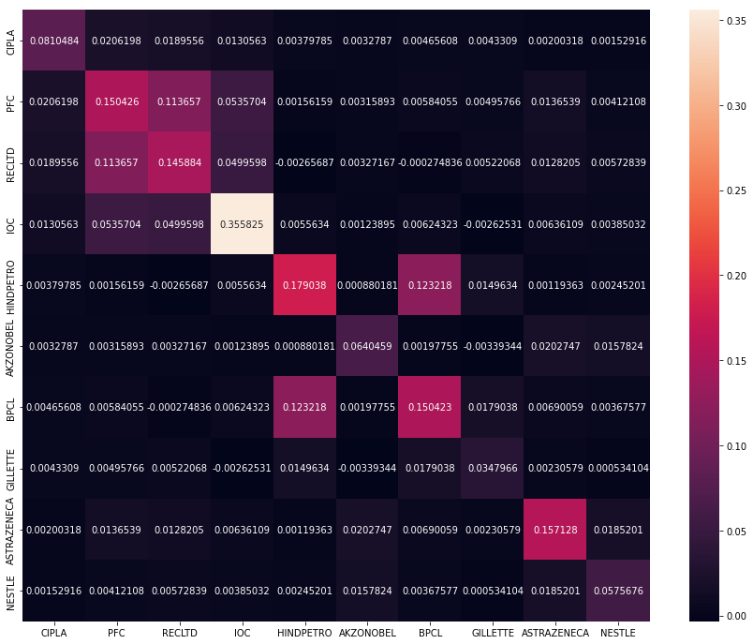 CIPLA 0.0810484 0.0206198 0.0189556 0.0130563 0.00379785 0.0032787 0.00465608 0.0043309 0.00200318 0.00152916
PFC 0.0206198 0.150426 0.113657 0.0535704 0.00156159 0.00315893 0.00584055 0.00495766 0.0136539 0.00412108
RECLTD 0.0189556 0.113657 0.145884 0.0499598 -0.00265687 0.00327167 -0.000274836 0.00522068 0.0128205 0.00572839
IOC 0.0130563 0.0535704 0.0499598 0.355825 0.0055634 0.00123895 0.00624323 -0.00262531 0.00636109 0.00385032
HINDPETRO 0.00379785 0.00156159 -0.00265687 0.0055634 0.179038 0.000880181 0.123218 0.0149634 0.00119363 0.00245201
AKZONOBEL 0.0032787 0.00315893 0.00327167 0.00123895 0.000880181 0.0640459 0.00197755 -0.00339344 0.0202747 0.0157824
BPCL 0.00465608 0.00584055 -0.000274836 0.00624323 0.123218 0.00197755 0.150423 0.0179038 0.00690059 0.00367577
GILLETTE 0.0043309 0.00495766 0.00522068 -0.00262531 0.0149634 -0.00339344 0.0179038 0.0347966 0.00230579 0.000534104
ASTRAZENECA 0.00200318 0.0136539 0.0128205 0.00636109 0.00119363 0.0202747 0.00690059 0.00230579 0.157128 0.0185201
NESTLE 0.00152916 0.00412108 0.00572839 0.00385032 0.00245201 0.0157824 0.00367577 0.000534104 0.0185201 0.0575676
CIPLA PFC RECLTD IOC HINDPETRO AKZONOBEL BPCL GILLETTE ASTRAZENECA NESTLE
0.35
0.30
0.25
0.20
0.15
0.10
0.05
0.00